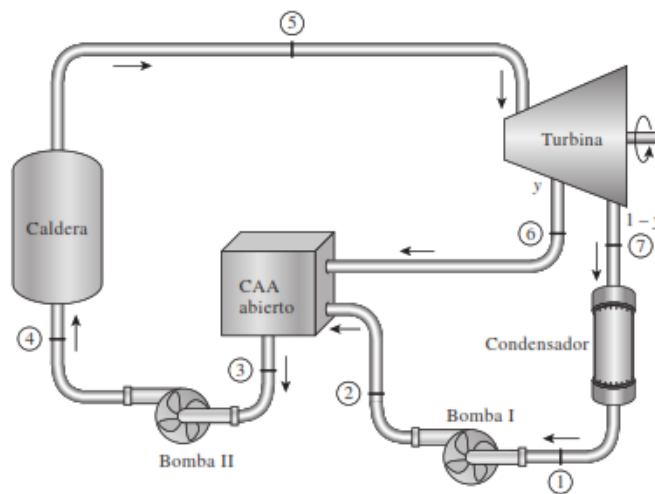 5
Turbina
y
1 – y
Caldera
6
7
CAA
abierto
Condensador
4
3
2
Bomba I
Bomba II
1